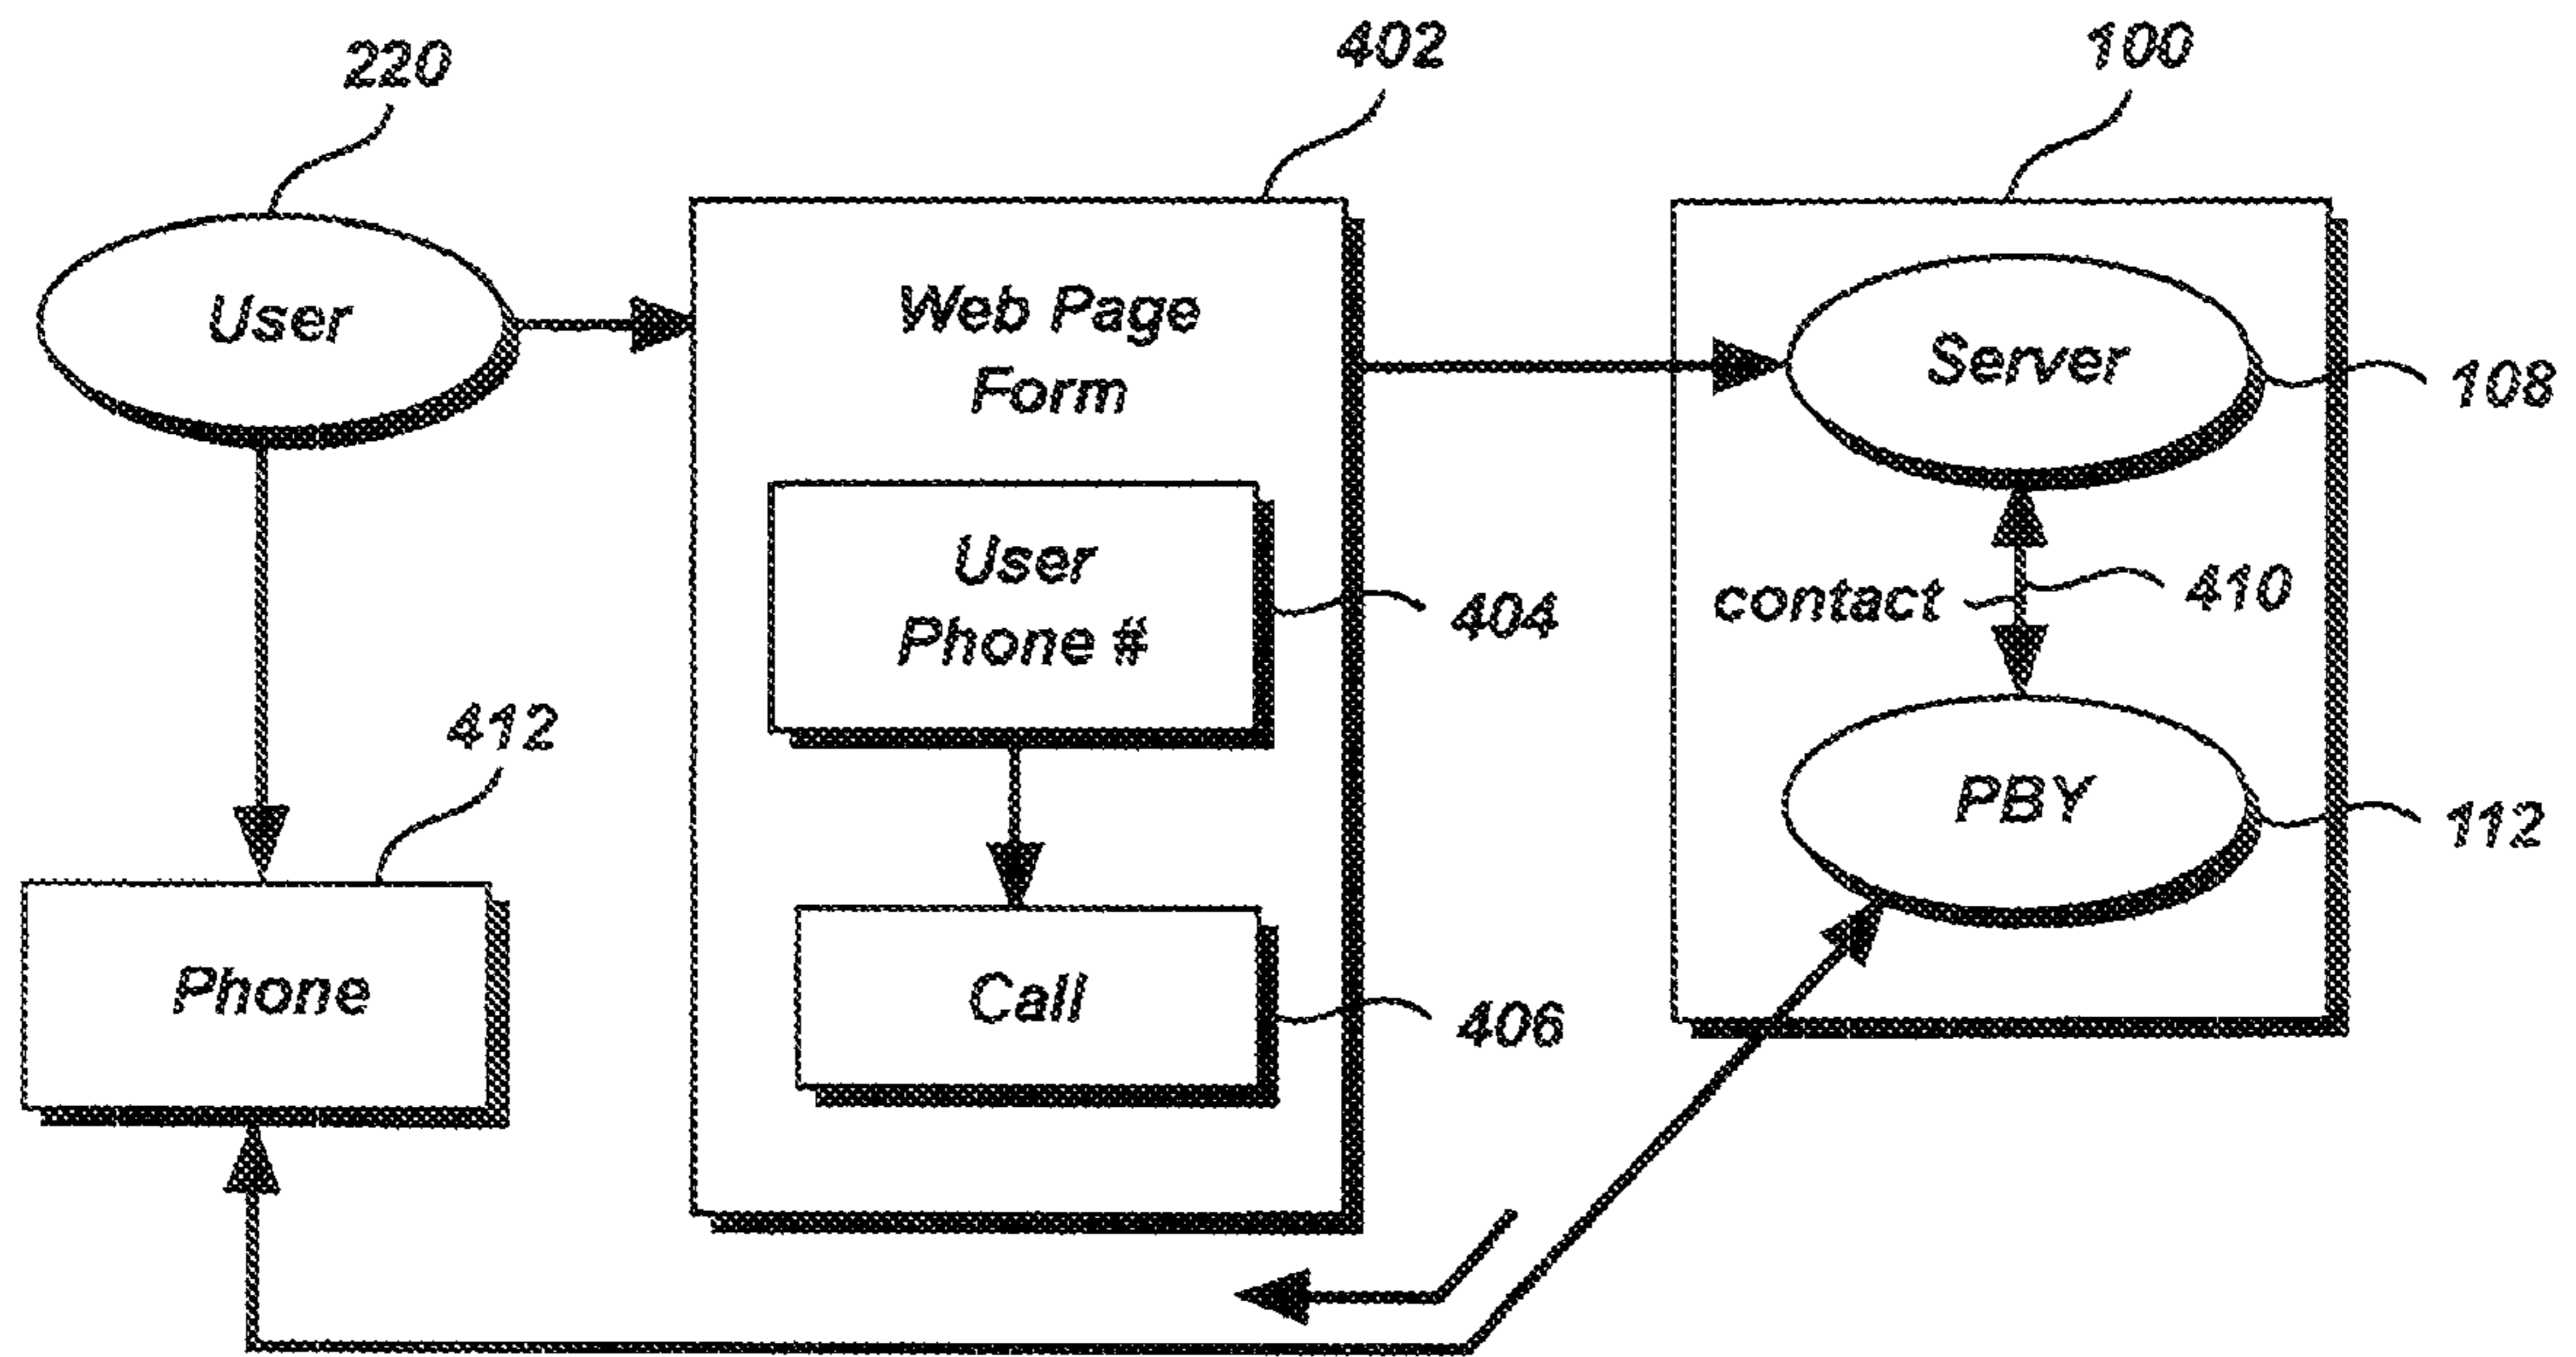 220
402
100
User
Web Page
Form
Server
108
User
Phone #
404
contact
410
412
PBY
112
Phone
Call
406